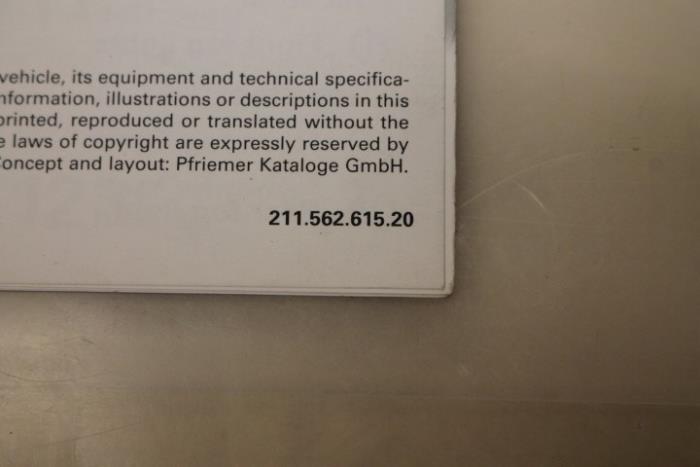 vehicle, its equipment and technical specifica-
nformation, illustrations or descriptions in this
printed, reproduced or translated without the
e laws of copyright are expressly reserved by
Concept and layout: Pfriemer Kataloge GmbH.
211.562.615.20